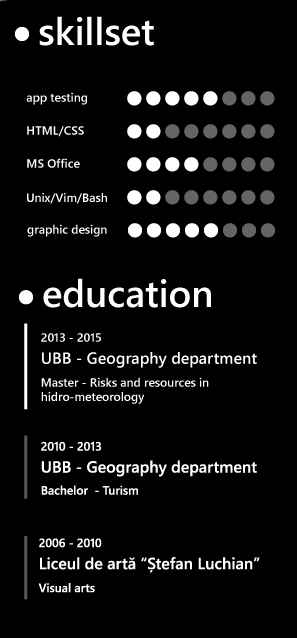 skillset
app testing
HTML/CSS
MS Office
Unix/Vim/Bash
graphic design
education
2013 - 2015
UBB - Geography department
Master - Risks and resources in
hidro-meteorology
2010 - 2013
UBB - Geography department
Bachelor - Turism
2006 - 2010
Liceul de artă “Ștefan Luchian”
Visual arts